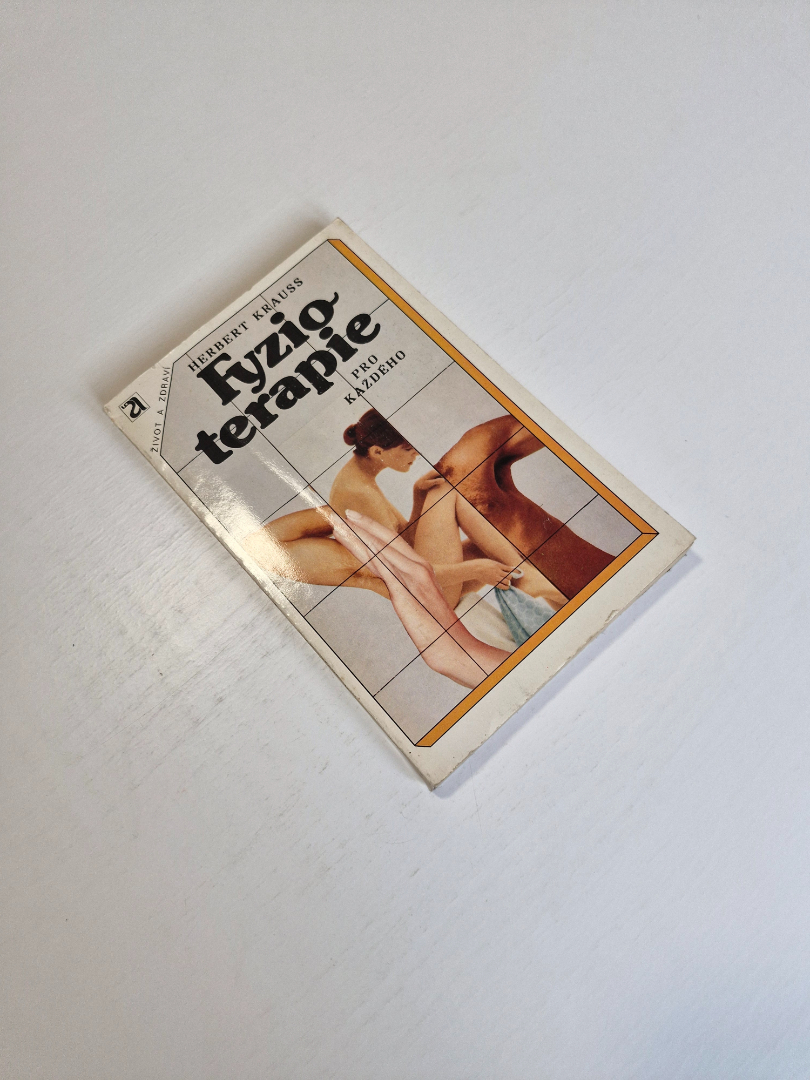 HERBERT KRAUSS
Fyzio-
terapie
PRO
KAŽDÉHO
ŽIVOT A ZDRAVÍ